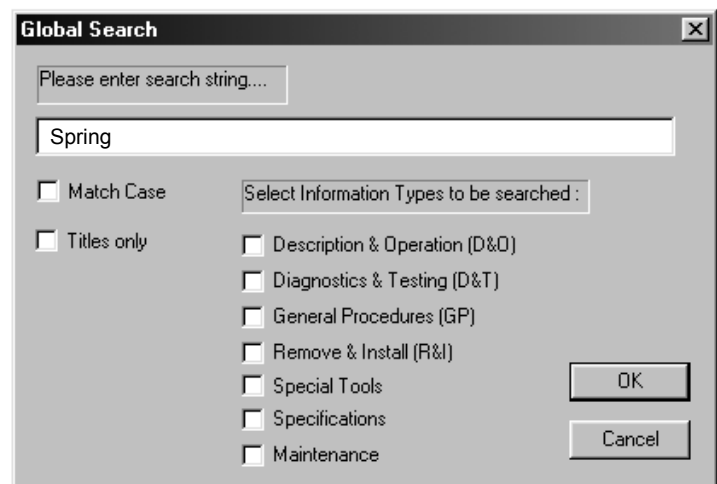 Global Search
Please enter search string....
Spring
Match Case
Select Information Types to be searched :
Titles only
Description & Operation (D&O)
Diagnostics & Testing (D&T)
General Procedures (GP)
Remove & Install (R&I)
Special Tools
OK
Specifications
Cancel
Maintenance